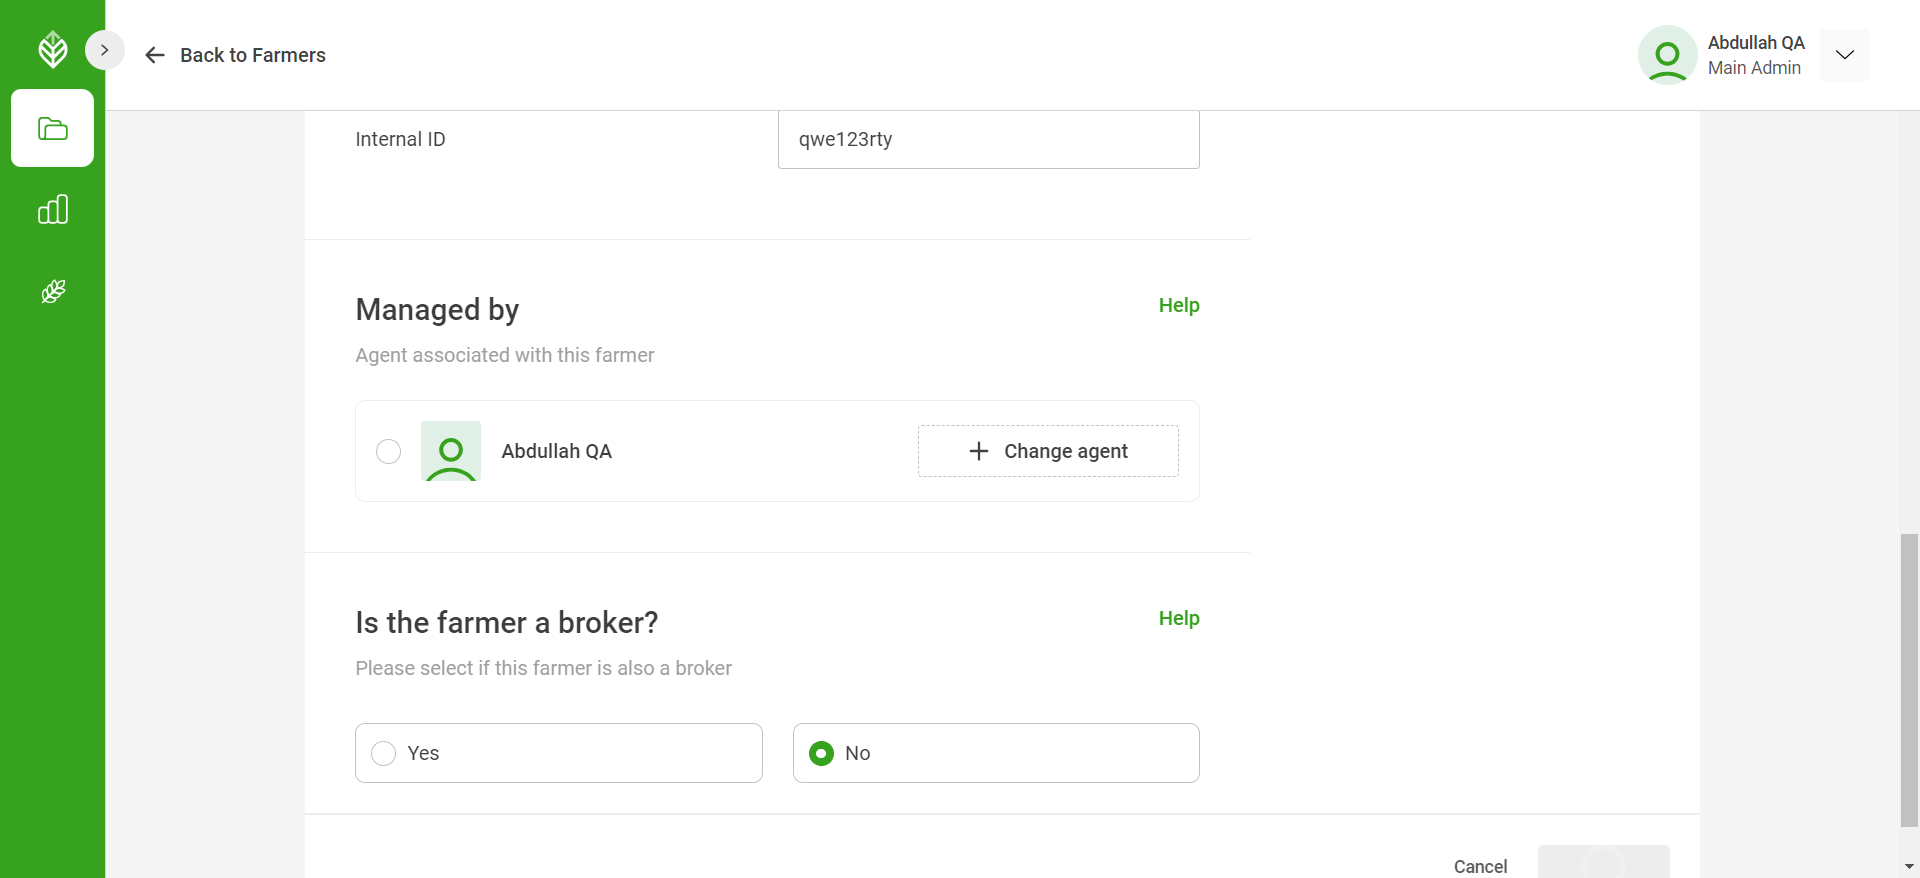 Back to Farmers
Abdullah QA
Main Admin
Internal ID
qwe123rty
Managed by
Help
Agent associated with this farmer
Abdullah QA
Change agent
Is the farmer a broker?
Help
Please select if this farmer is also a broker
Yes
No
Cancel